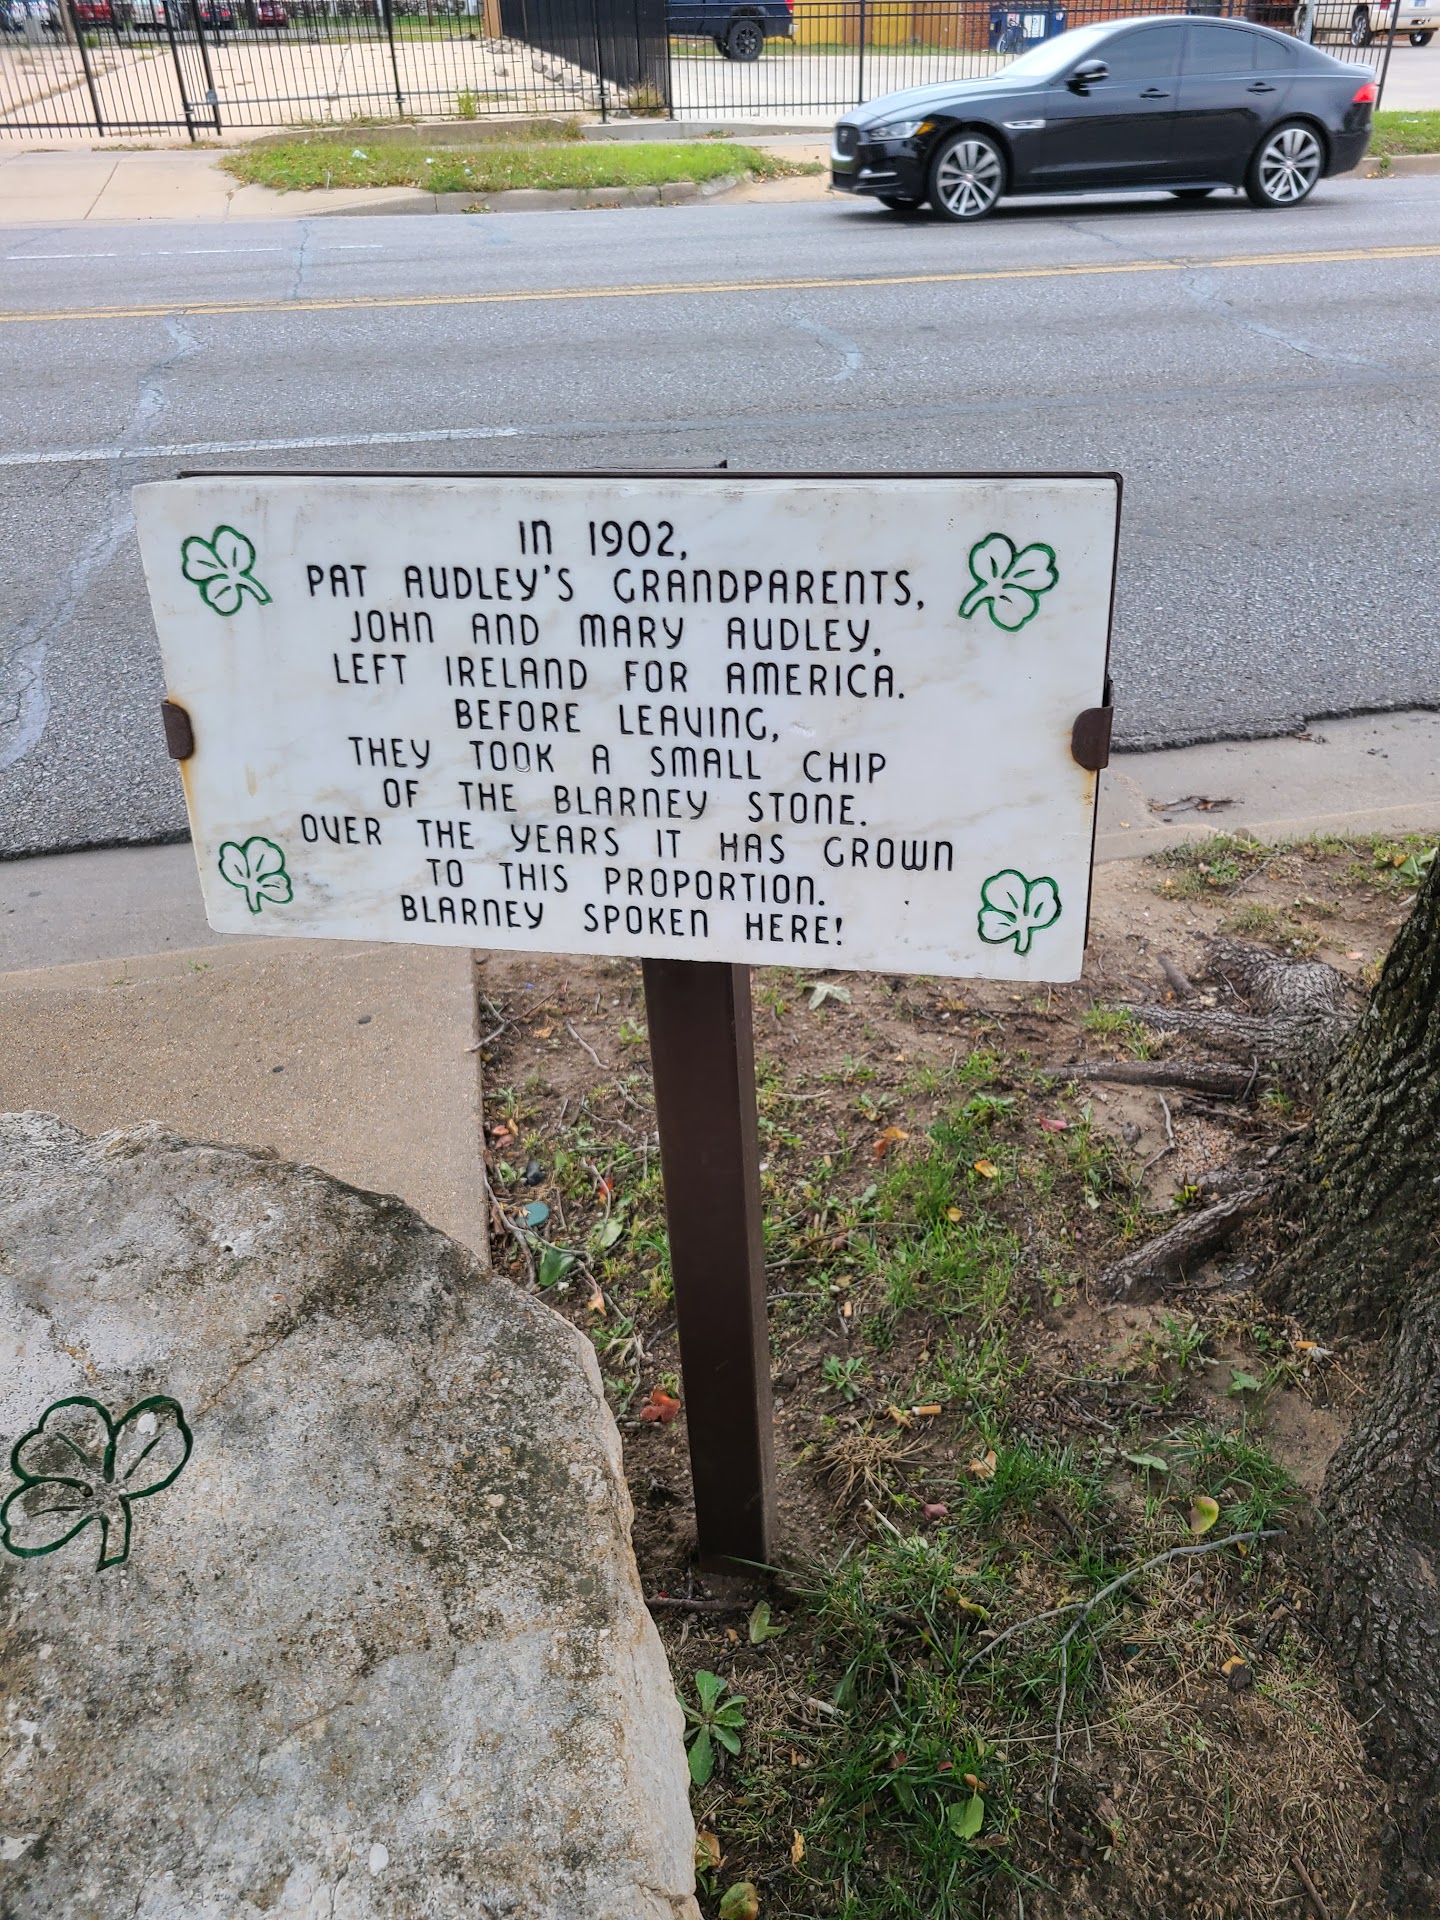 IN 1902,
PAT AUDLEY'S GRANDPARENTS,
JOHN AND MARY AUDLEY,
LEFT IRELAND FOR AMERICA.
BEFORE LEAVING,
THEY TOOK A SMALL CHIP
OF THE BLARNEY STONE.
OVER THE YEARS IT HAS GROWN
TO THIS PROPORTION.
BLARNEY SPOKEN HERE!